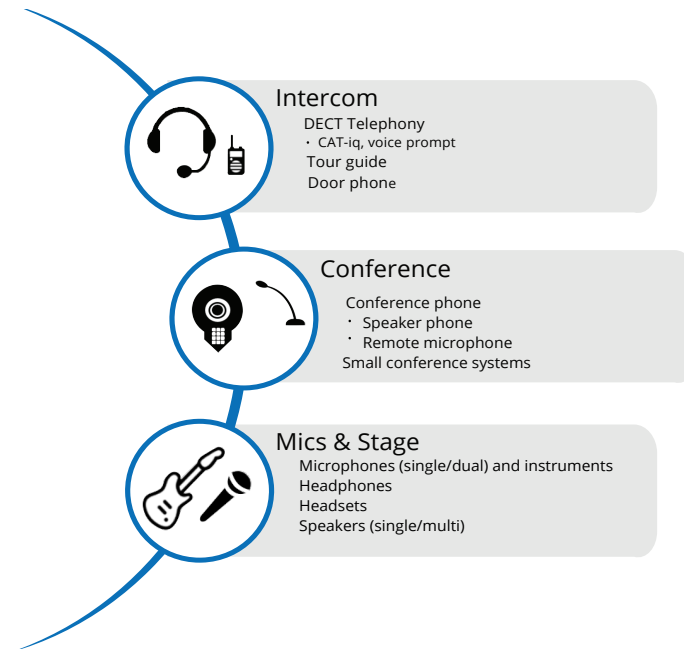 Intercom
DECT Telephony
· CAT-iq, voice prompt
Tour guide
Door phone
Conference
Conference phone
· Speaker phone
· Remote microphone
Small conference systems
Mics & Stage
Microphones (single/dual) and instruments
Headphones
Headsets
Speakers (single/multi)